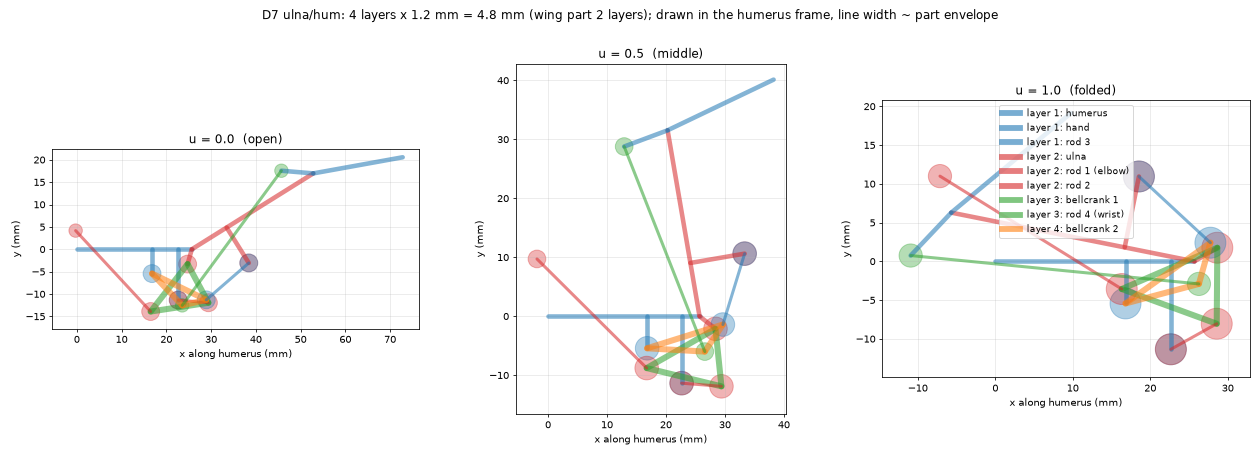 D7 ulna/hum: 4 layers x 1.2 mm = 4.8 mm (wing part 2 layers); drawn in the humerus frame, line width ~ part envelope
u = 0.0 (open)
20
15
10
5
0
−5
−10
−15
0 10 20 30 40 50 60 70
x along humerus (mm)
y (mm)
u = 0.5 (middle)
40
30
20
10
0
−10
0 10 20 30 40
x along humerus (mm)
y (mm)
u = 1.0 (folded)
20
15
10
5
0
−5
−10
−10 0 10 20 30
x along humerus (mm)
y (mm)
layer 1: humerus
layer 1: hand
layer 1: rod 3
layer 2: ulna
layer 2: rod 1 (elbow)
layer 2: rod 2
layer 3: bellcrank 1
layer 3: rod 4 (wrist)
layer 4: bellcrank 2